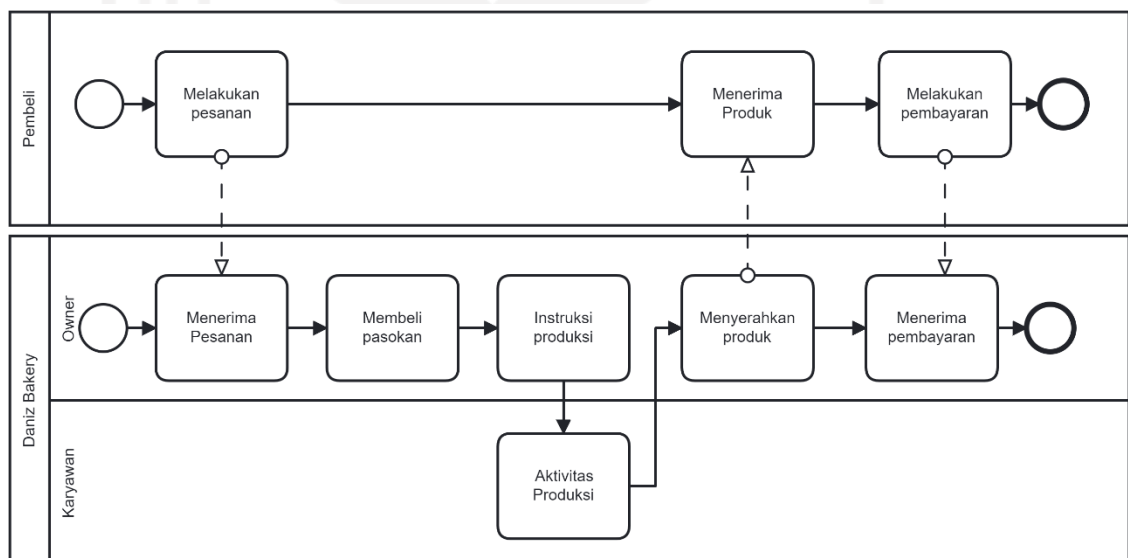 Pembeli
Melakukan
pesanan
Menerima
Produk
Melakukan
pembayaran
Daniz Bakery
Owner
Menerima
Pesanan
Membeli
pasokan
Instruksi
produksi
Menyerahkan
produk
Menerima
pembayaran
Karyawan
Aktivitas
Produksi